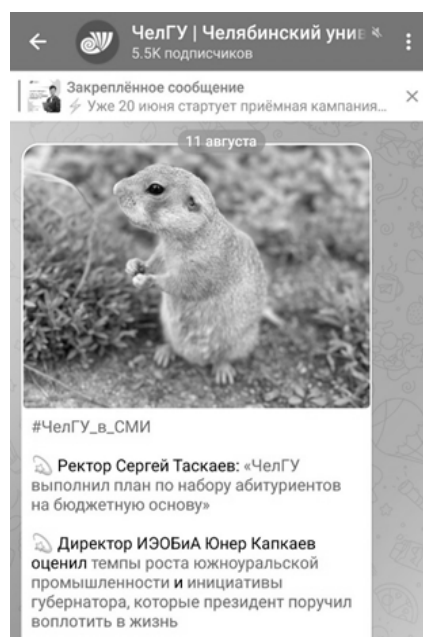 ЧелГУ | Челябинский унив
5.5K подписчиков
Закреплённое сообщение
Уже 20 июня стартует приёмная кампания...
11 августа
#ЧелГУ_в_СМИ
Ректор Сергей Таскаев: «ЧелГУ
выполнил план по набору абитуриентов
на бюджетную основу»
Директор ИЭОБиА Юнер Капкаев
оценил темпы роста южноуральской
промышленности и инициативы
губернатора, которые президент поручил
воплотить в жизнь